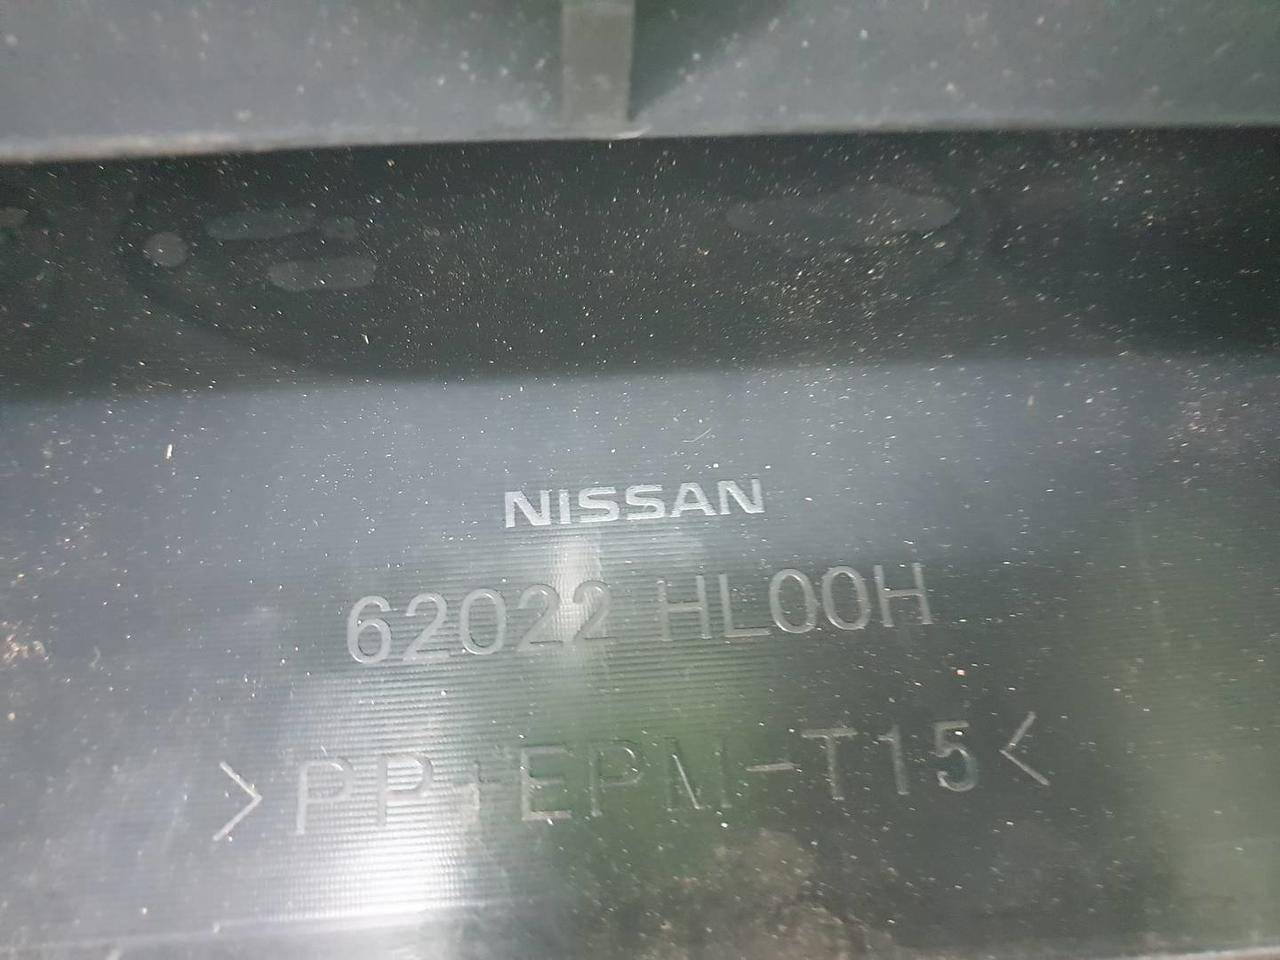 NISSAN
62022 HL00H
>PP+EPM-T15<